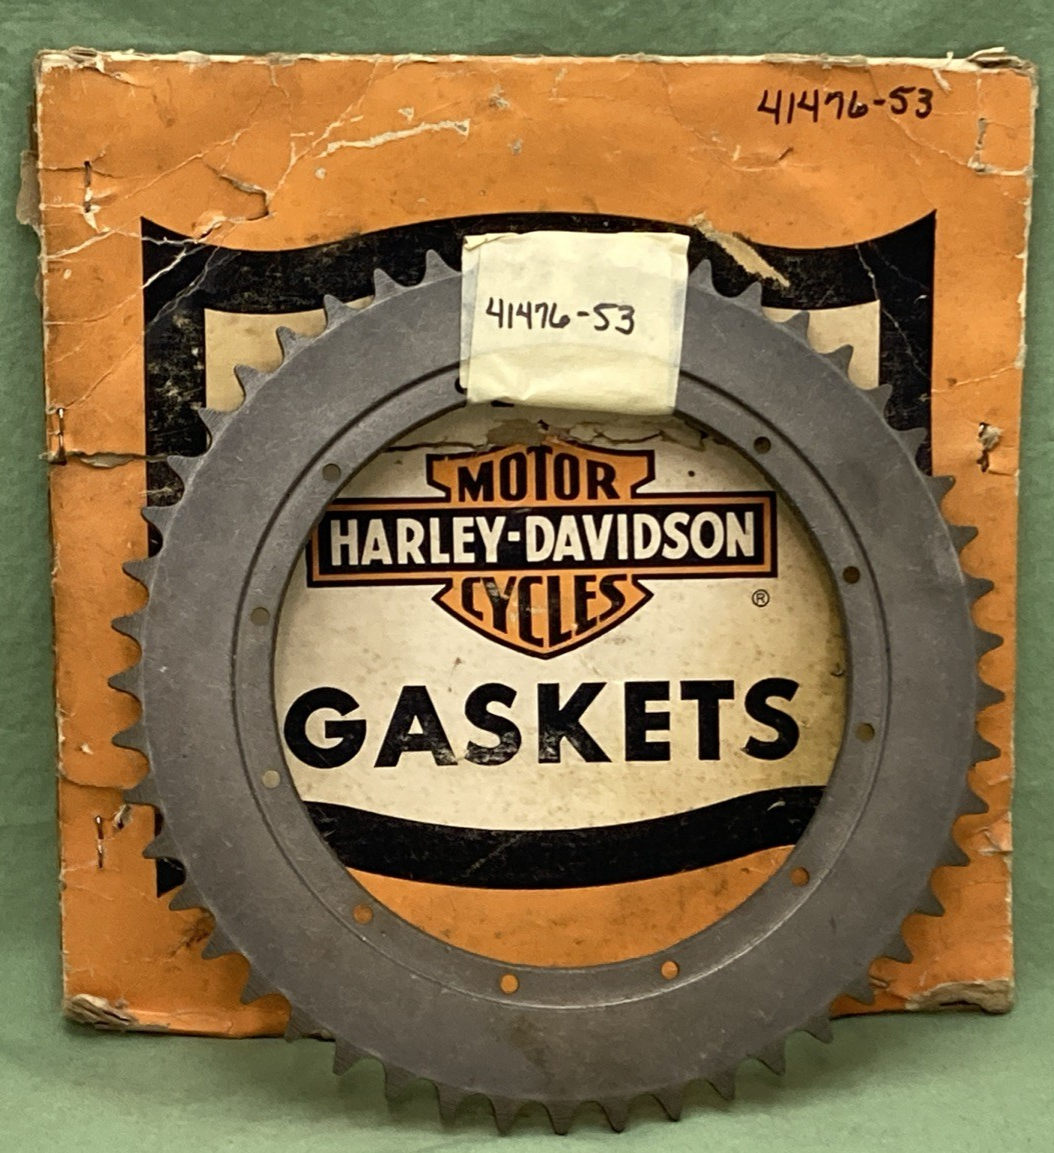 41476-53
41476-53
MOTOR
HARLEY-DAVIDSON
CYCLES
®
GASKETS